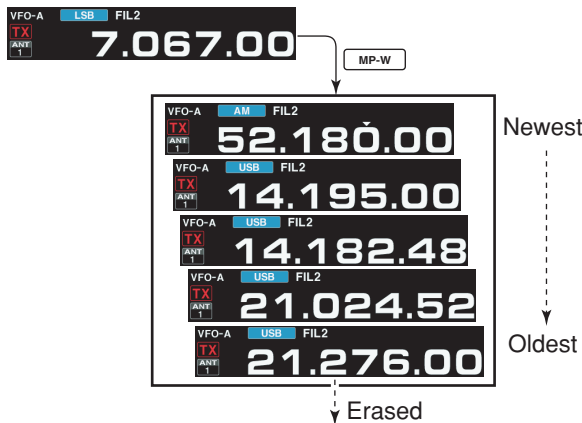 VFO-A LSB FIL2
TX
ANT
1
7.067.00
MP-W
VFO-A AM FIL2
TX
ANT
1
52.180.00
Newest
VFO-A USB FIL2
TX
ANT
1
14.195.00
VFO-A USB FIL2
TX
ANT
1
14.182.48
VFO-A USB FIL2
TX
ANT
1
21.024.52
VFO-A USB FIL2
TX
ANT
1
21.276.00
Oldest
Erased